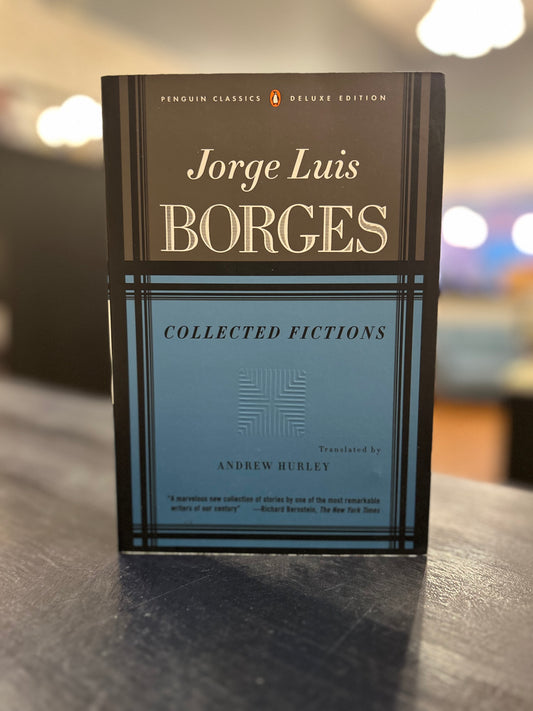 PENGUIN CLASSICS DELUXE EDITION
Jorge Luis
BORGES
COLLECTED FICTIONS
Translated by
ANDREW HURLEY
"A marvelous new collection of stories by one of the most remarkable
writers of our century" —Richard Bernstein, The New York Times